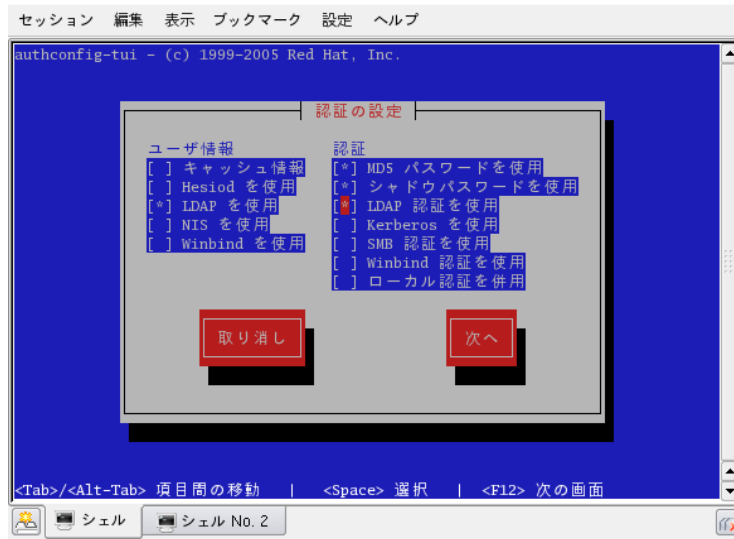 セッション 編集 表示 ブックマーク 設定 ヘルプ
authconfig-tui - (c) 1999-2005 Red Hat, Inc.
認証の設定
ユーザ情報
[ ] キャッシュ情報
[ ] Hesiod を使用
[*] LDAP を使用
[ ] NIS を使用
[ ] Winbind を使用
認証
[*] MD5 パスワードを使用
[*] シャドウパスワードを使用
[*] LDAP 認証を使用
[ ] Kerberos を使用
[ ] SMB 認証を使用
[ ] Winbind 認証を使用
[ ] ローカル認証を併用
取り消し
次へ
<Tab>/<Alt-Tab> 項目間の移動 | <Space> 選択 | <F12> 次の画面
シェル
シェル No. 2